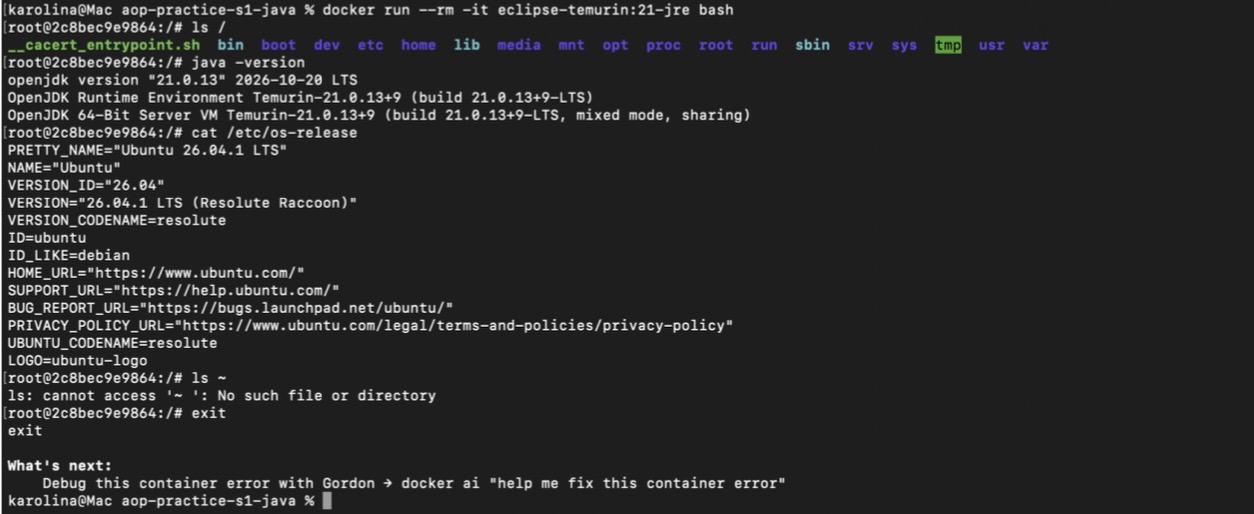 karolina@Mac aop-practice-s1-java % docker run --rm -it eclipse-temurin:21-jre bash
[root@2c8bec9e9864:/# ls /
__cacert_entrypoint.sh  bin  boot  dev  etc  home  lib  media  mnt  opt  proc  root  run  sbin  srv  sys  tmp  usr  var
[root@2c8bec9e9864:/# java -version
openjdk version "21.0.13" 2026-10-20 LTS
OpenJDK Runtime Environment Temurin-21.0.13+9 (build 21.0.13+9-LTS)
OpenJDK 64-Bit Server VM Temurin-21.0.13+9 (build 21.0.13+9-LTS, mixed mode, sharing)
[root@2c8bec9e9864:/# cat /etc/os-release
PRETTY_NAME="Ubuntu 26.04.1 LTS"
NAME="Ubuntu"
VERSION_ID="26.04"
VERSION="26.04.1 LTS (Resolute Raccoon)"
VERSION_CODENAME=resolute
ID=ubuntu
ID_LIKE=debian
HOME_URL="https://www.ubuntu.com/"
SUPPORT_URL="https://help.ubuntu.com/"
BUG_REPORT_URL="https://bugs.launchpad.net/ubuntu/"
PRIVACY_POLICY_URL="https://www.ubuntu.com/legal/terms-and-policies/privacy-policy"
UBUNTU_CODENAME=resolute
LOGO=ubuntu-logo
[root@2c8bec9e9864:/# ls ~
ls: cannot access '~ ': No such file or directory
[root@2c8bec9e9864:/# exit
exit
What's next:
    Debug this container error with Gordon → docker ai "help me fix this container error"
karolina@Mac aop-practice-s1-java %